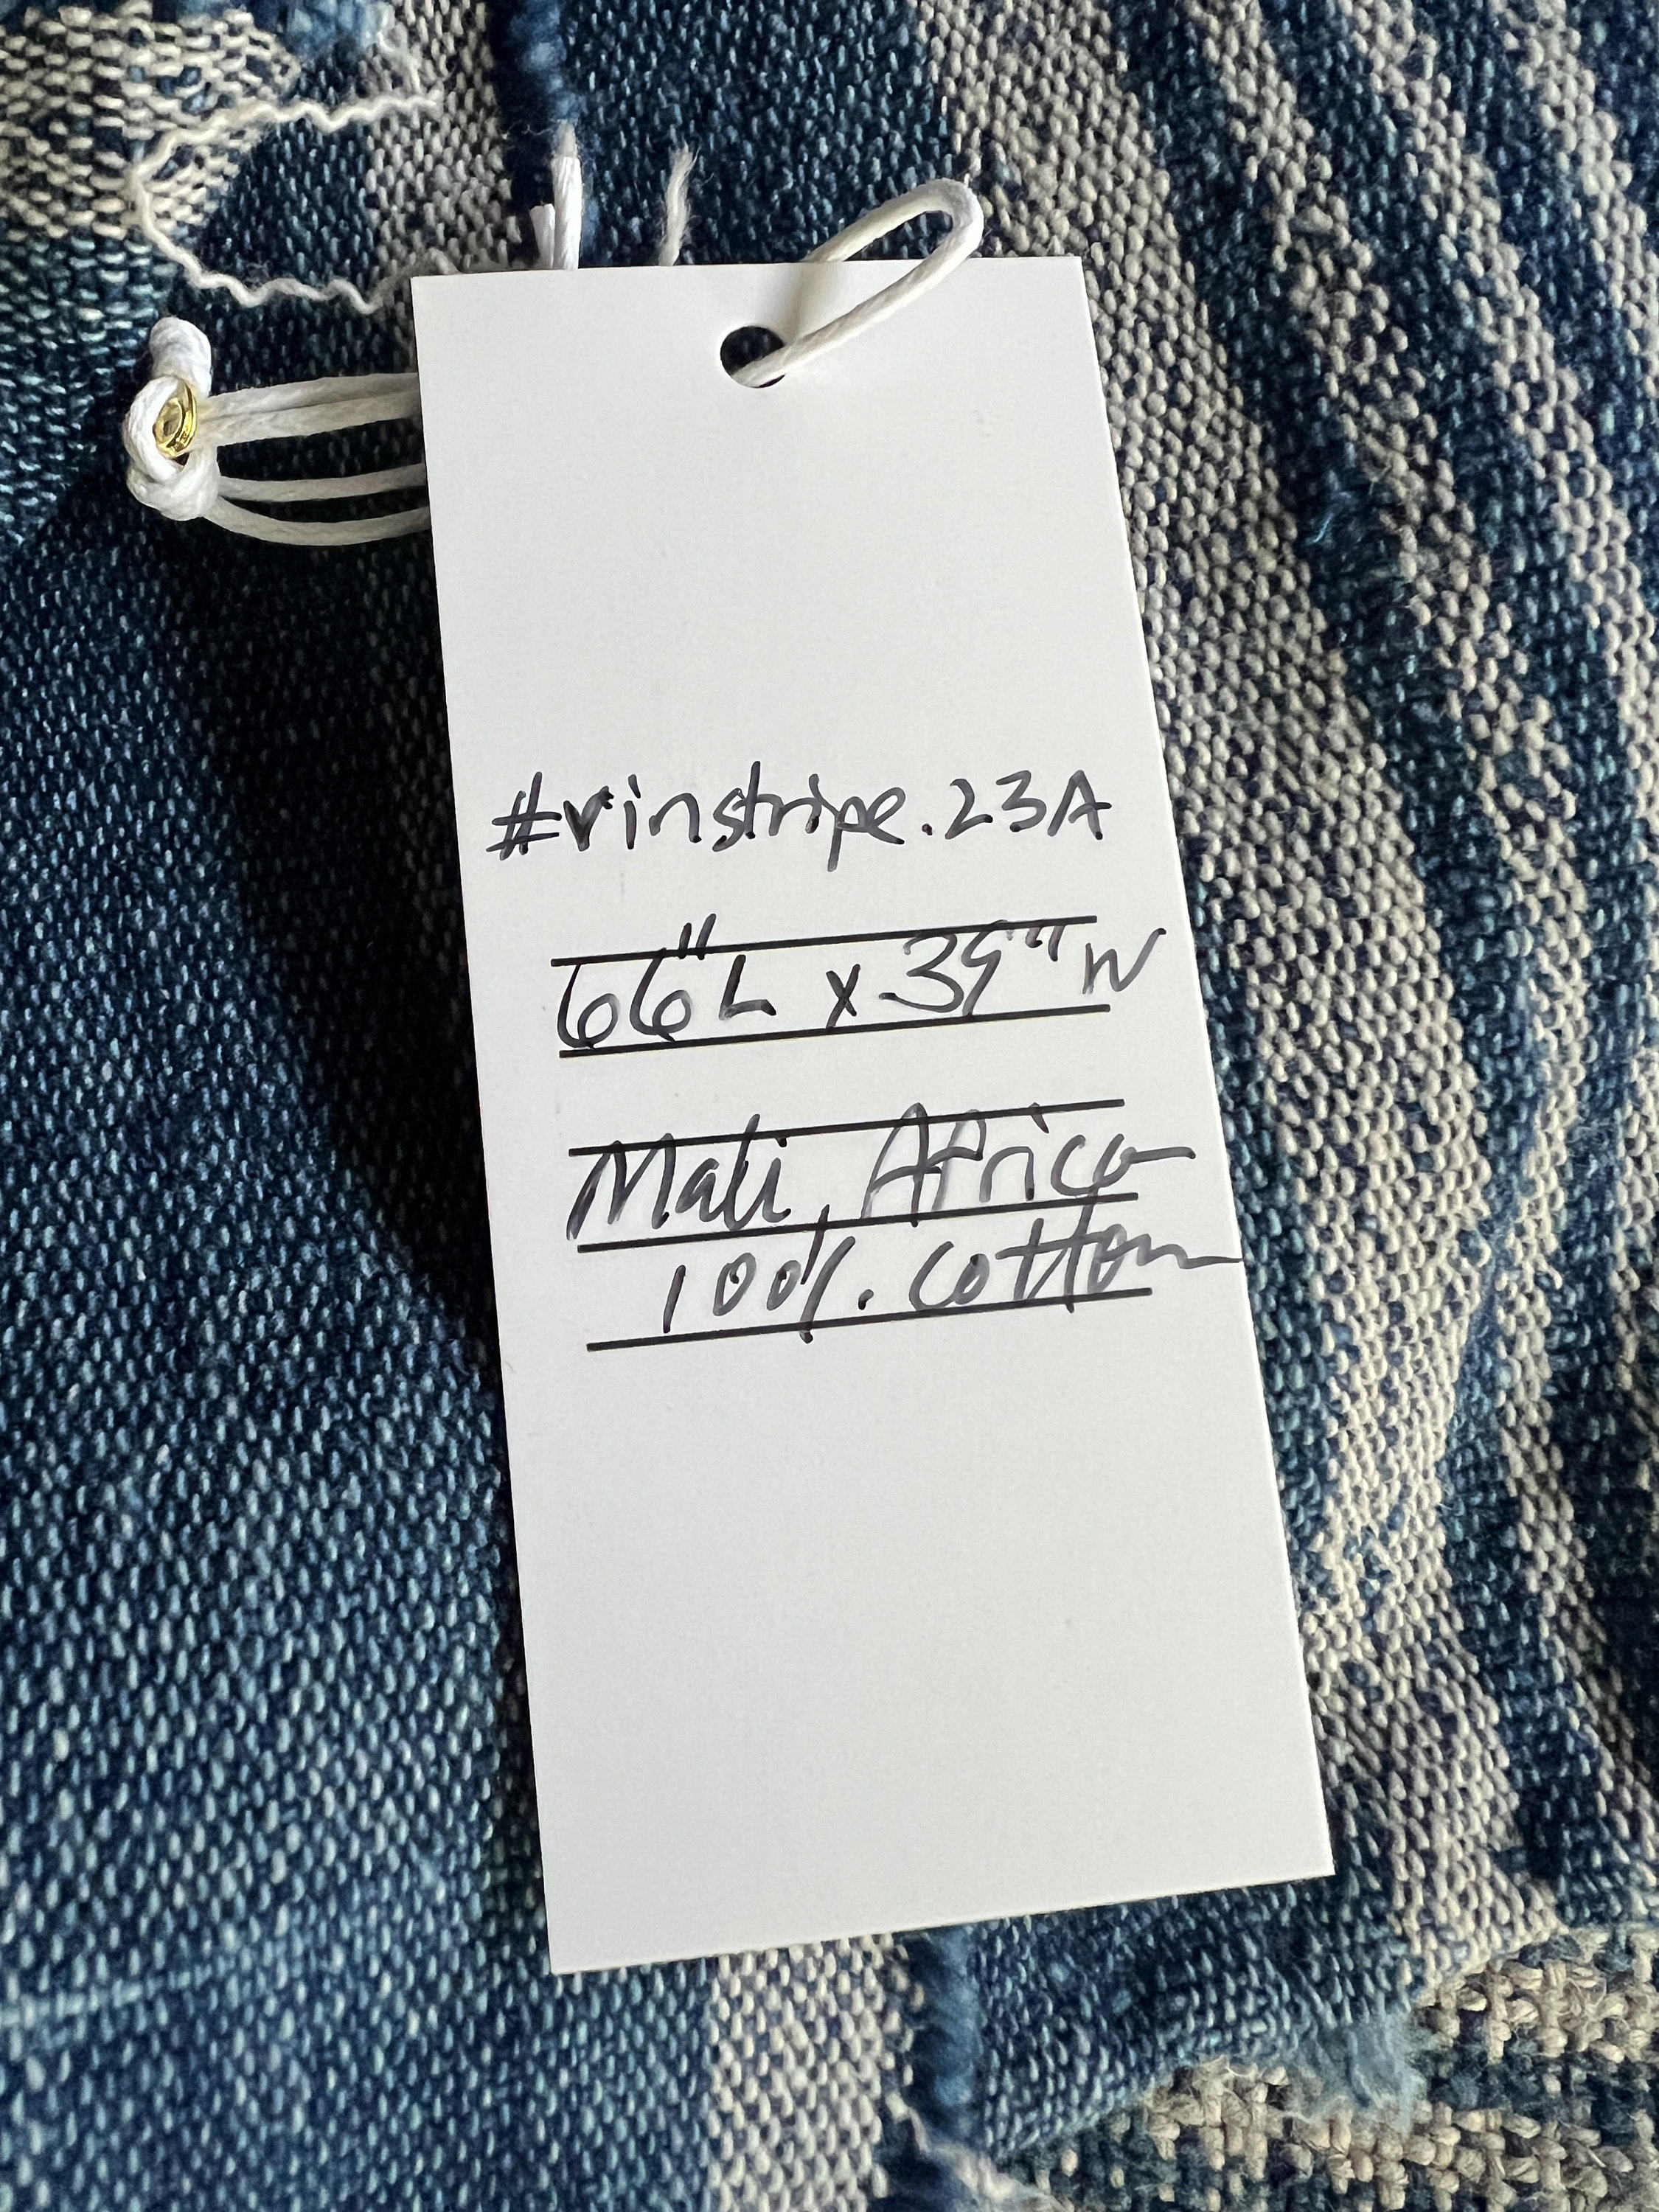 #vinstripe.23A
66"L x 39"W
Mali, Africa
100%. cotton